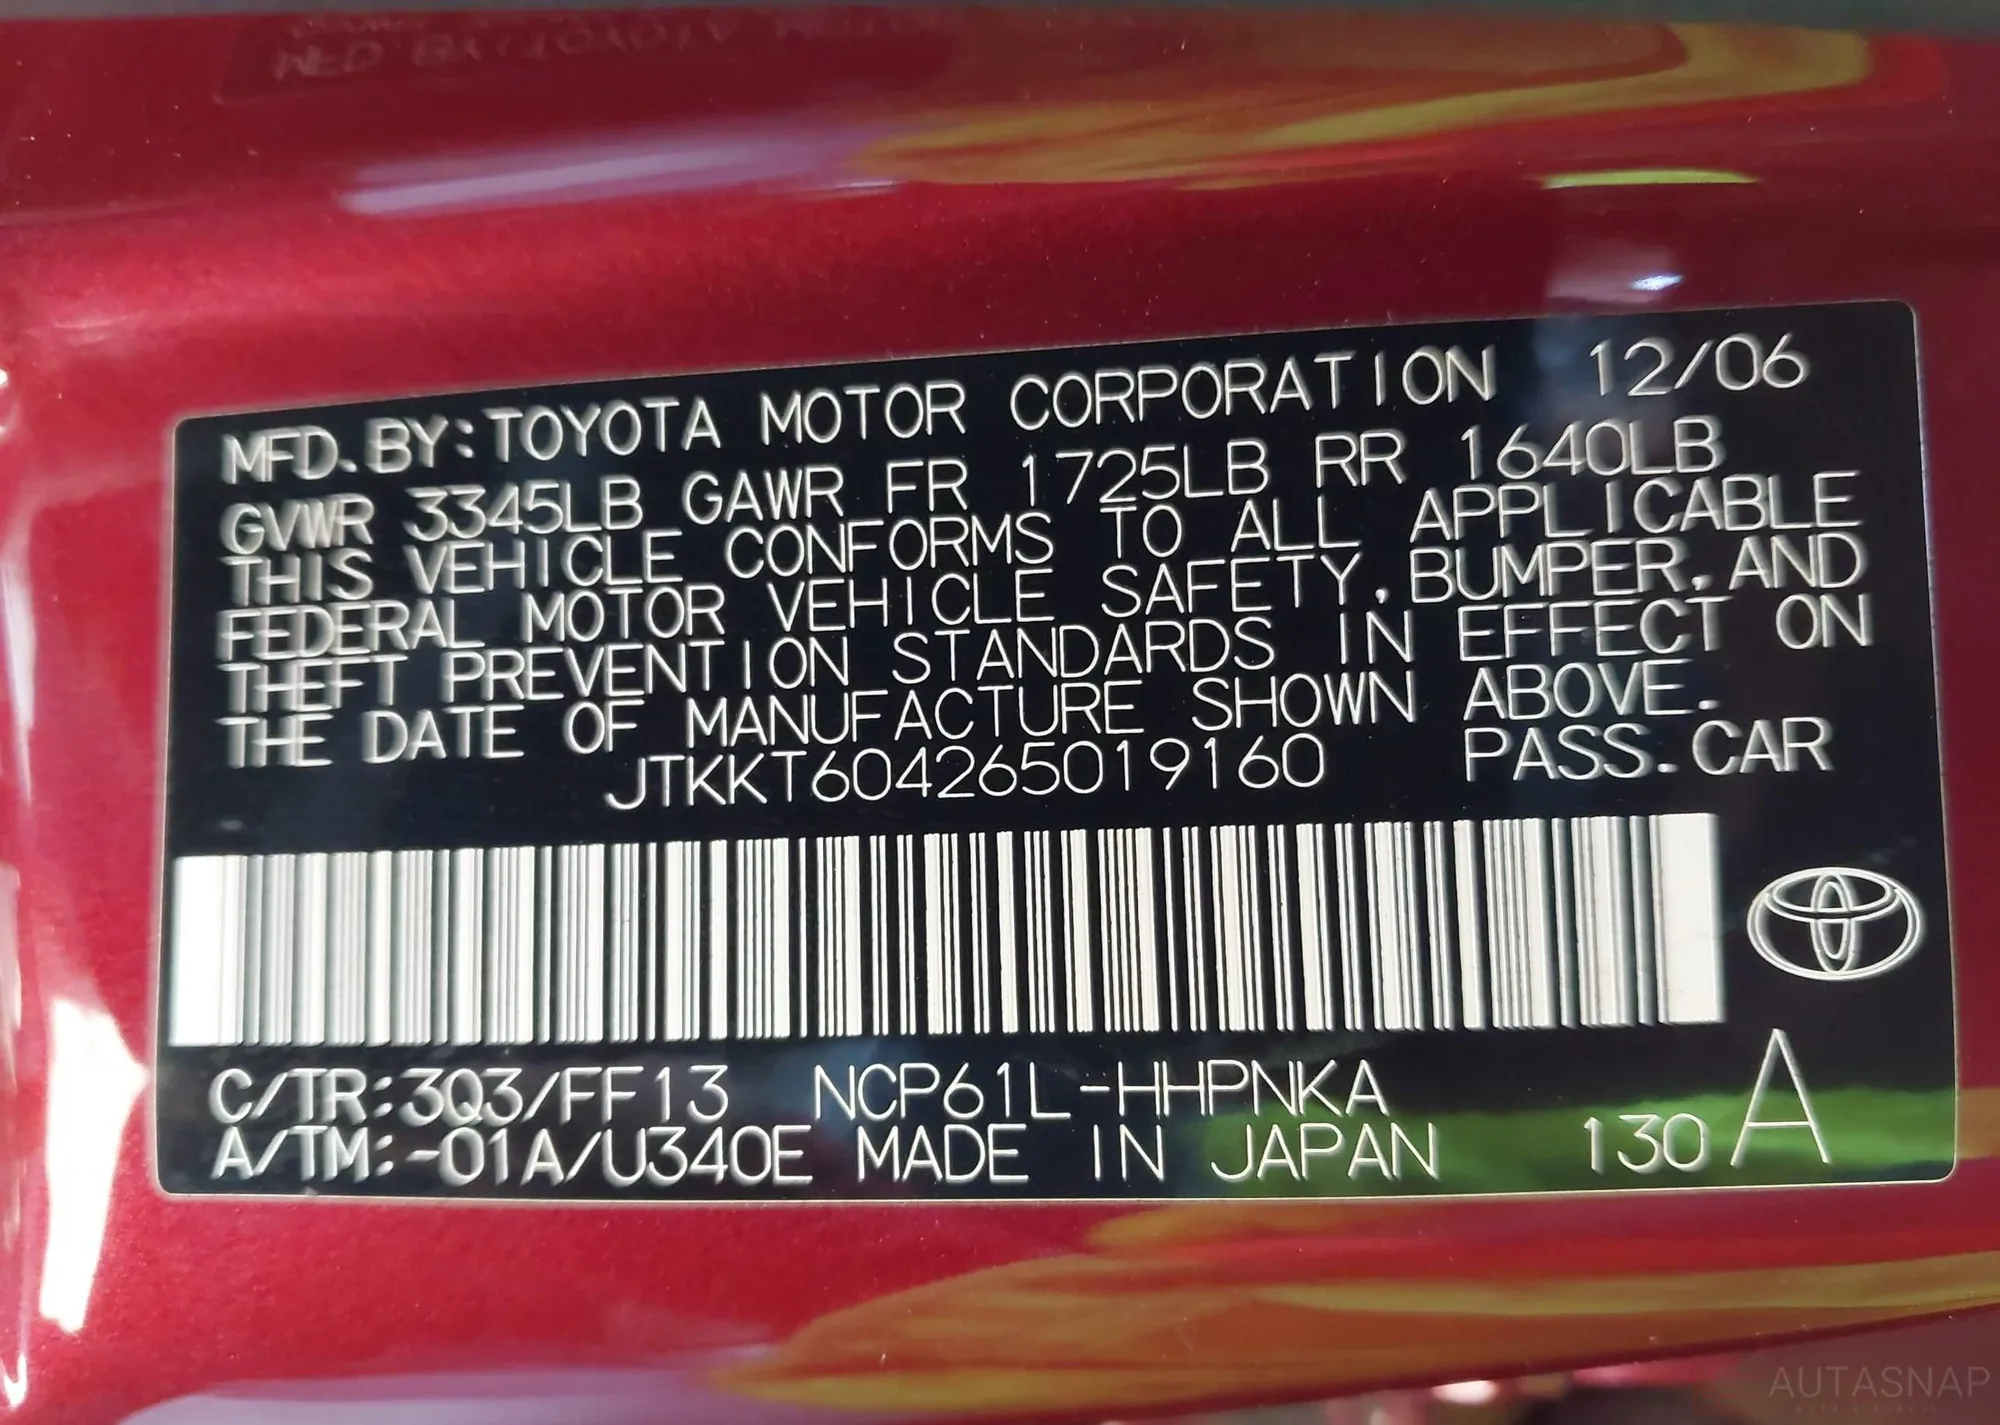 MFD.BY:TOYOTA MOTOR CORPORATION 12/06
GVWR 3345LB GAWR FR 1725LB RR 1640LB
THIS VEHICLE CONFORMS TO ALL APPLICABLE
FEDERAL MOTOR VEHICLE SAFETY,BUMPER,AND
THEFT PREVENTION STANDARDS IN EFFECT ON
THE DATE OF MANUFACTURE SHOWN ABOVE.
JTKKT604265019160 PASS.CAR
C/TR:3Q3/FF13 NCP61L-HHPNKA
A/TM:-01A/U340E MADE IN JAPAN 130 A
AUTASNAP